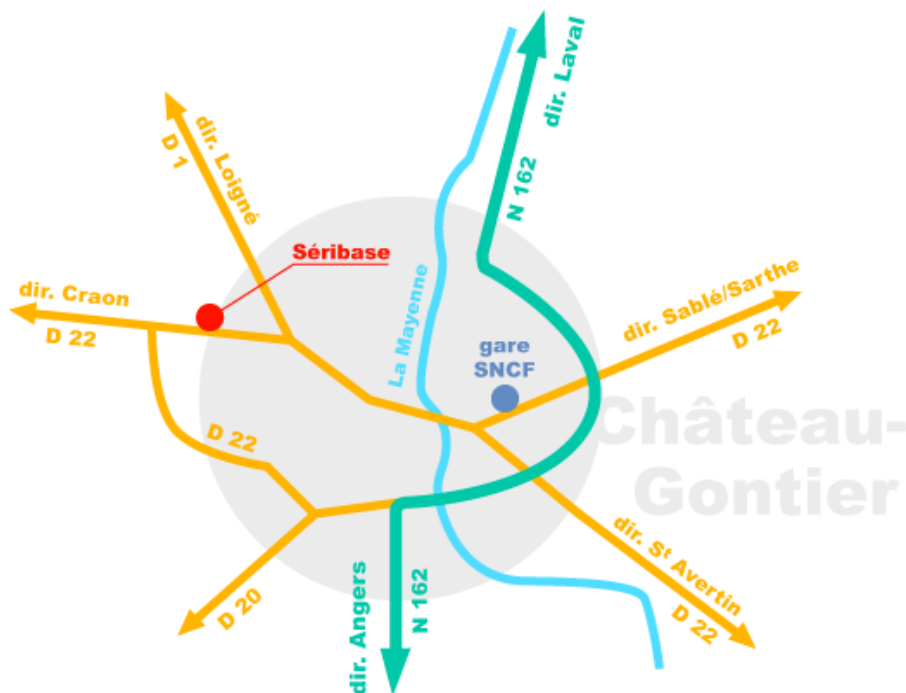 dir. Laval
N 162
dir. Loigné
D 1
Séribase
dir. Craon
D 22
La Mayenne
gare
SNCF
dir. Sablé/Sarthe
D 22
Château-
Gontier
D 22
D 20
dir. Angers
N 162
dir. Sᵗ Avertin
D 22